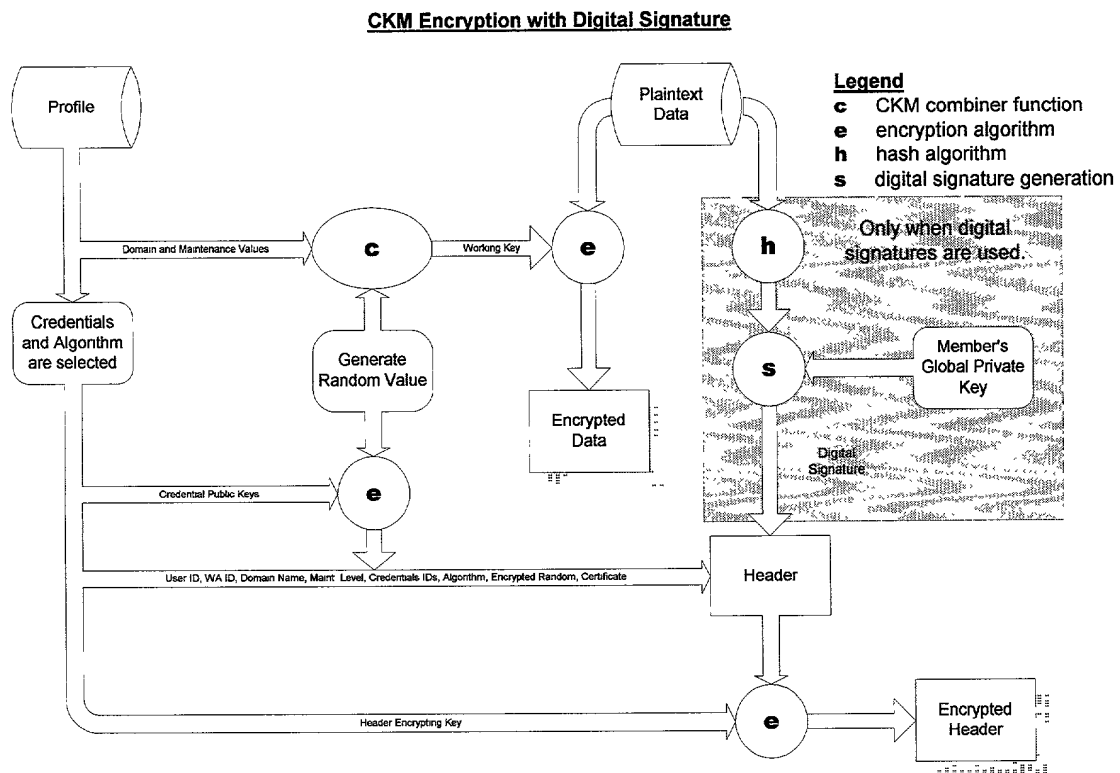 CKM Encryption with Digital Signature
Profile
Plaintext
Data
Legend
c CKM combiner function
e encryption algorithm
h hash algorithm
s digital signature generation
Only when digital
signatures are used.
Domain and Maintenance Values
c
Working Key
e
h
Credentials
and Algorithm
are selected
Generate
Random Value
s
Member's
Global Private
Key
Encrypted
Data
Digital
Signature
Credential Public Keys
e
User ID, WA ID, Domain Name, Maint Level, Credentials IDs, Algorithm, Encrypted Random, Certificate
Header
Header Encrypting Key
e
Encrypted
Header